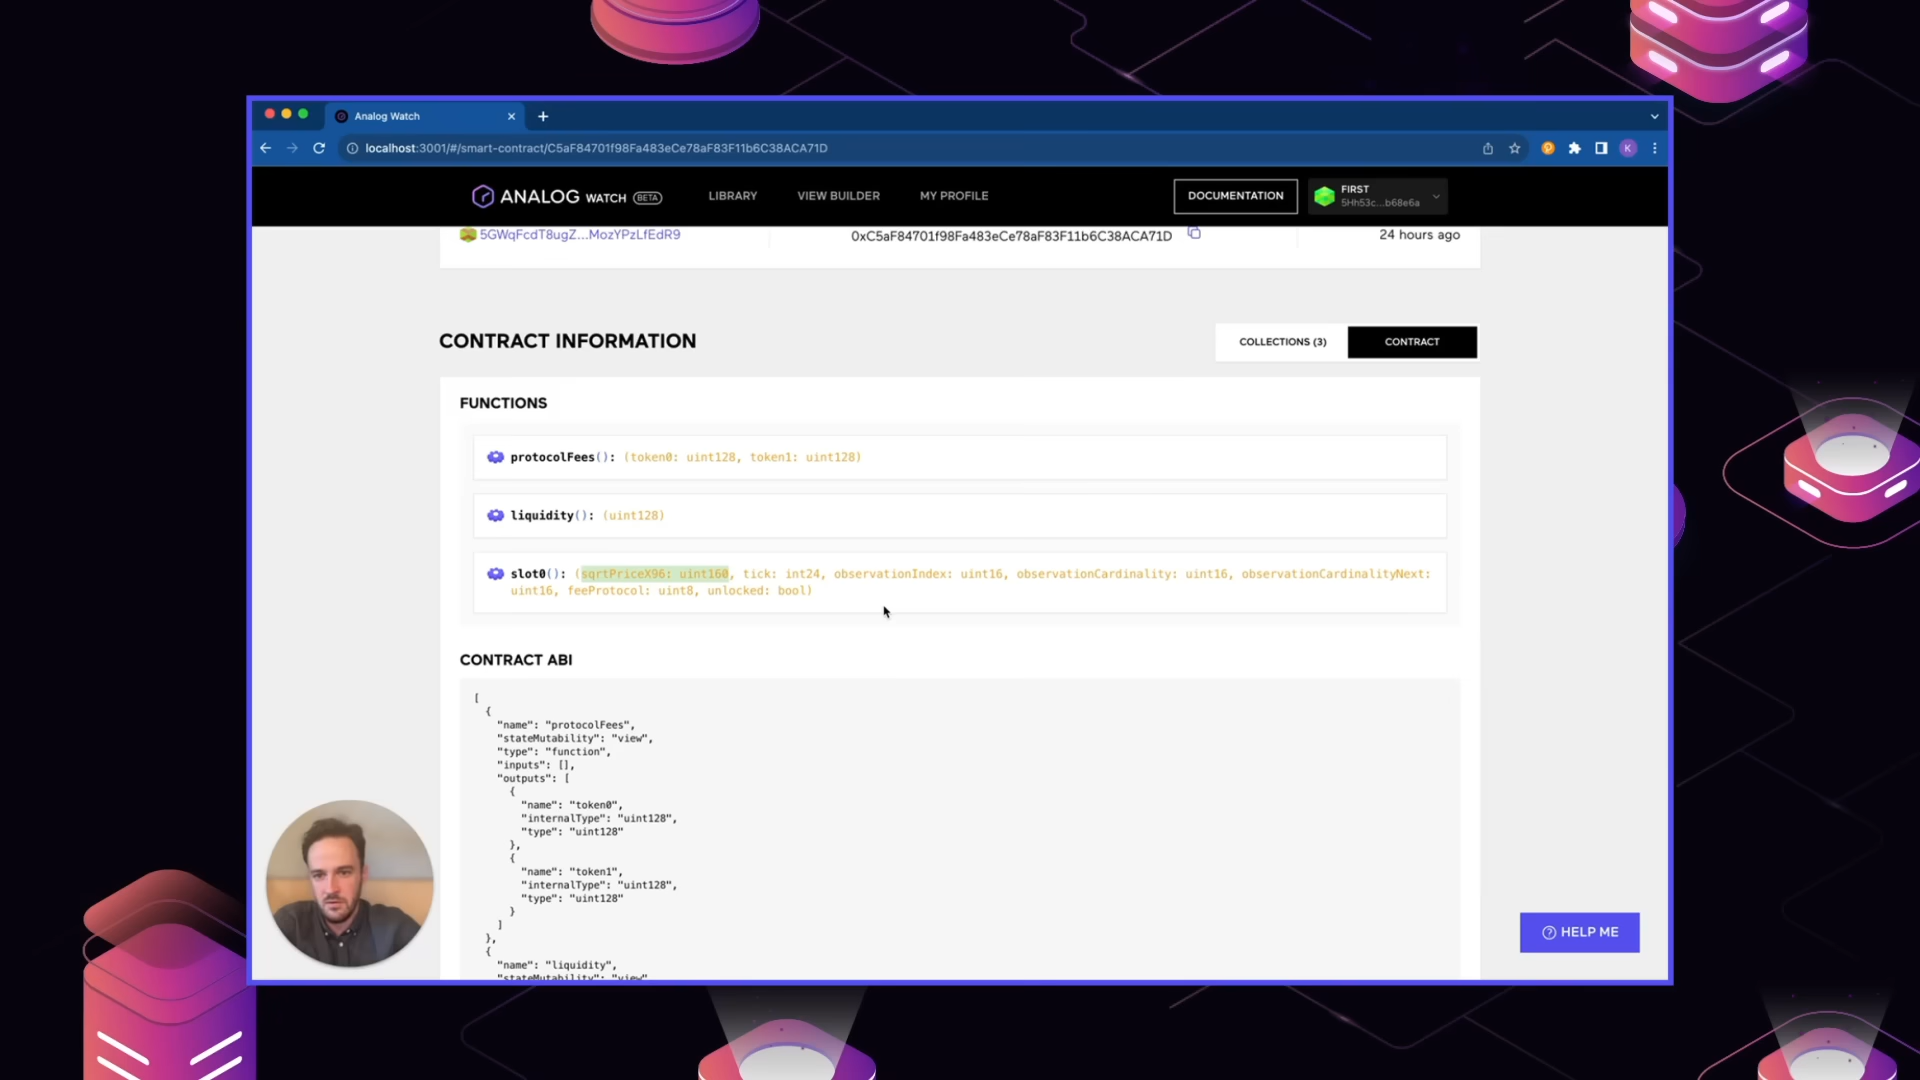 Analog Watch
localhost:3001/#/smart-contract/C5aF84701f98Fa483eCe78aF83F11b6C38ACA71D
K
ANALOG WATCH BETA
LIBRARY
VIEW BUILDER
MY PROFILE
DOCUMENTATION
FIRST
5Hh53c...b68e6a
5GWqFcdT8ugZ...MozYPzLfEdR9
0xC5aF84701f98Fa483eCe78aF83F11b6C38ACA71D
24 hours ago
CONTRACT INFORMATION
COLLECTIONS (3)
CONTRACT
FUNCTIONS
protocolFees(): (token0: uint128, token1: uint128)
liquidity(): (uint128)
slot0(): (sqrtPriceX96: uint160, tick: int24, observationIndex: uint16, observationCardinality: uint16, observationCardinalityNext:
uint16, feeProtocol: uint8, unlocked: bool)
CONTRACT ABI
[
{
"name": "protocolFees",
"stateMutability": "view",
"type": "function",
"inputs": [],
"outputs": [
{
"name": "token0",
"internalType": "uint128",
"type": "uint128"
},
{
"name": "token1",
"internalType": "uint128",
"type": "uint128"
}
]
},
{
"name": "liquidity",
"stateMutability": "view",
HELP ME